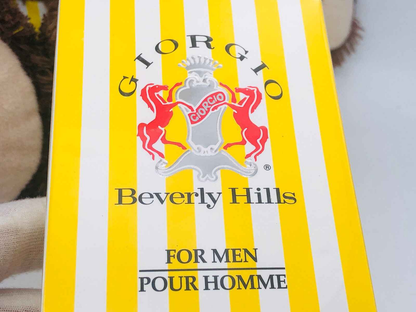 GIORGIO
GIORGIO
®
Beverly Hills
FOR MEN
POUR HOMME